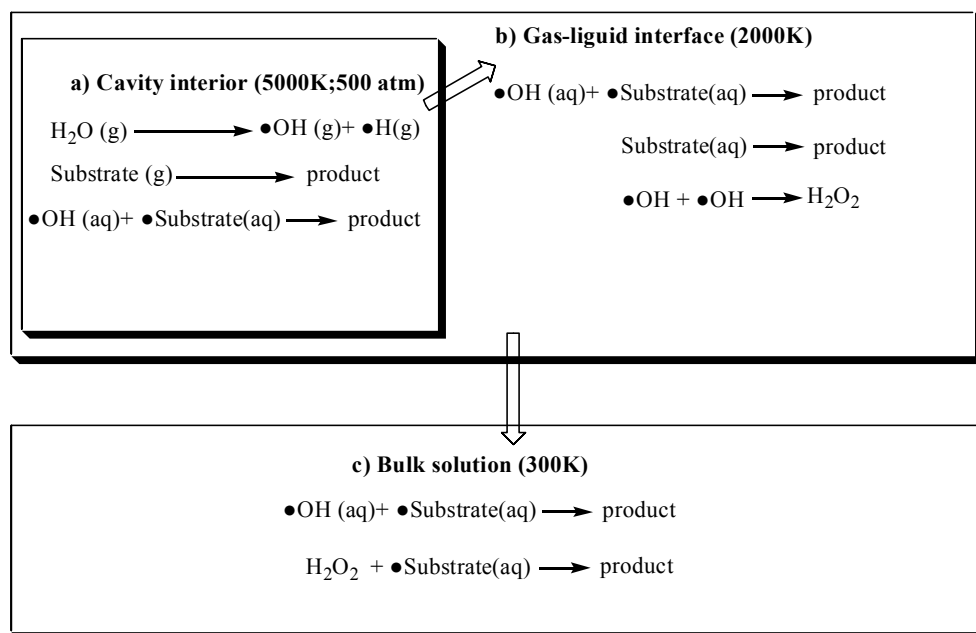 a) Cavity interior (5000K;500 atm)
H₂O (g) ⟶ ●OH (g)+ ●H(g)
Substrate (g) ⟶ product
●OH (aq)+ ●Substrate(aq) ⟶ product
b) Gas-liguid interface (2000K)
●OH (aq)+ ●Substrate(aq) ⟶ product
Substrate(aq) ⟶ product
●OH + ●OH ⟶ H₂O₂
c) Bulk solution (300K)
●OH (aq)+ ●Substrate(aq) ⟶ product
H₂O₂ + ●Substrate(aq) ⟶ product